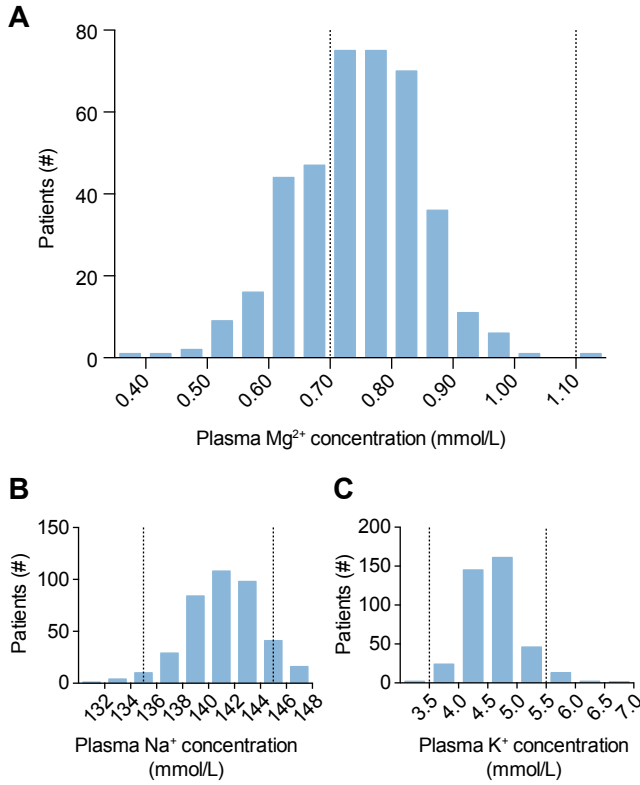 A
80
60
40
20
0
Patients (#)
0.40 0.50 0.60 0.70 0.80 0.90 1.00 1.10
Plasma Mg²⁺ concentration (mmol/L)
B
150
100
50
0
Patients (#)
132 134 136 138 140 142 144 146 148
Plasma Na⁺ concentration
(mmol/L)
C
200
150
100
50
0
Patients (#)
3.5 4.0 4.5 5.0 5.5 6.0 6.5 7.0
Plasma K⁺ concentration
(mmol/L)